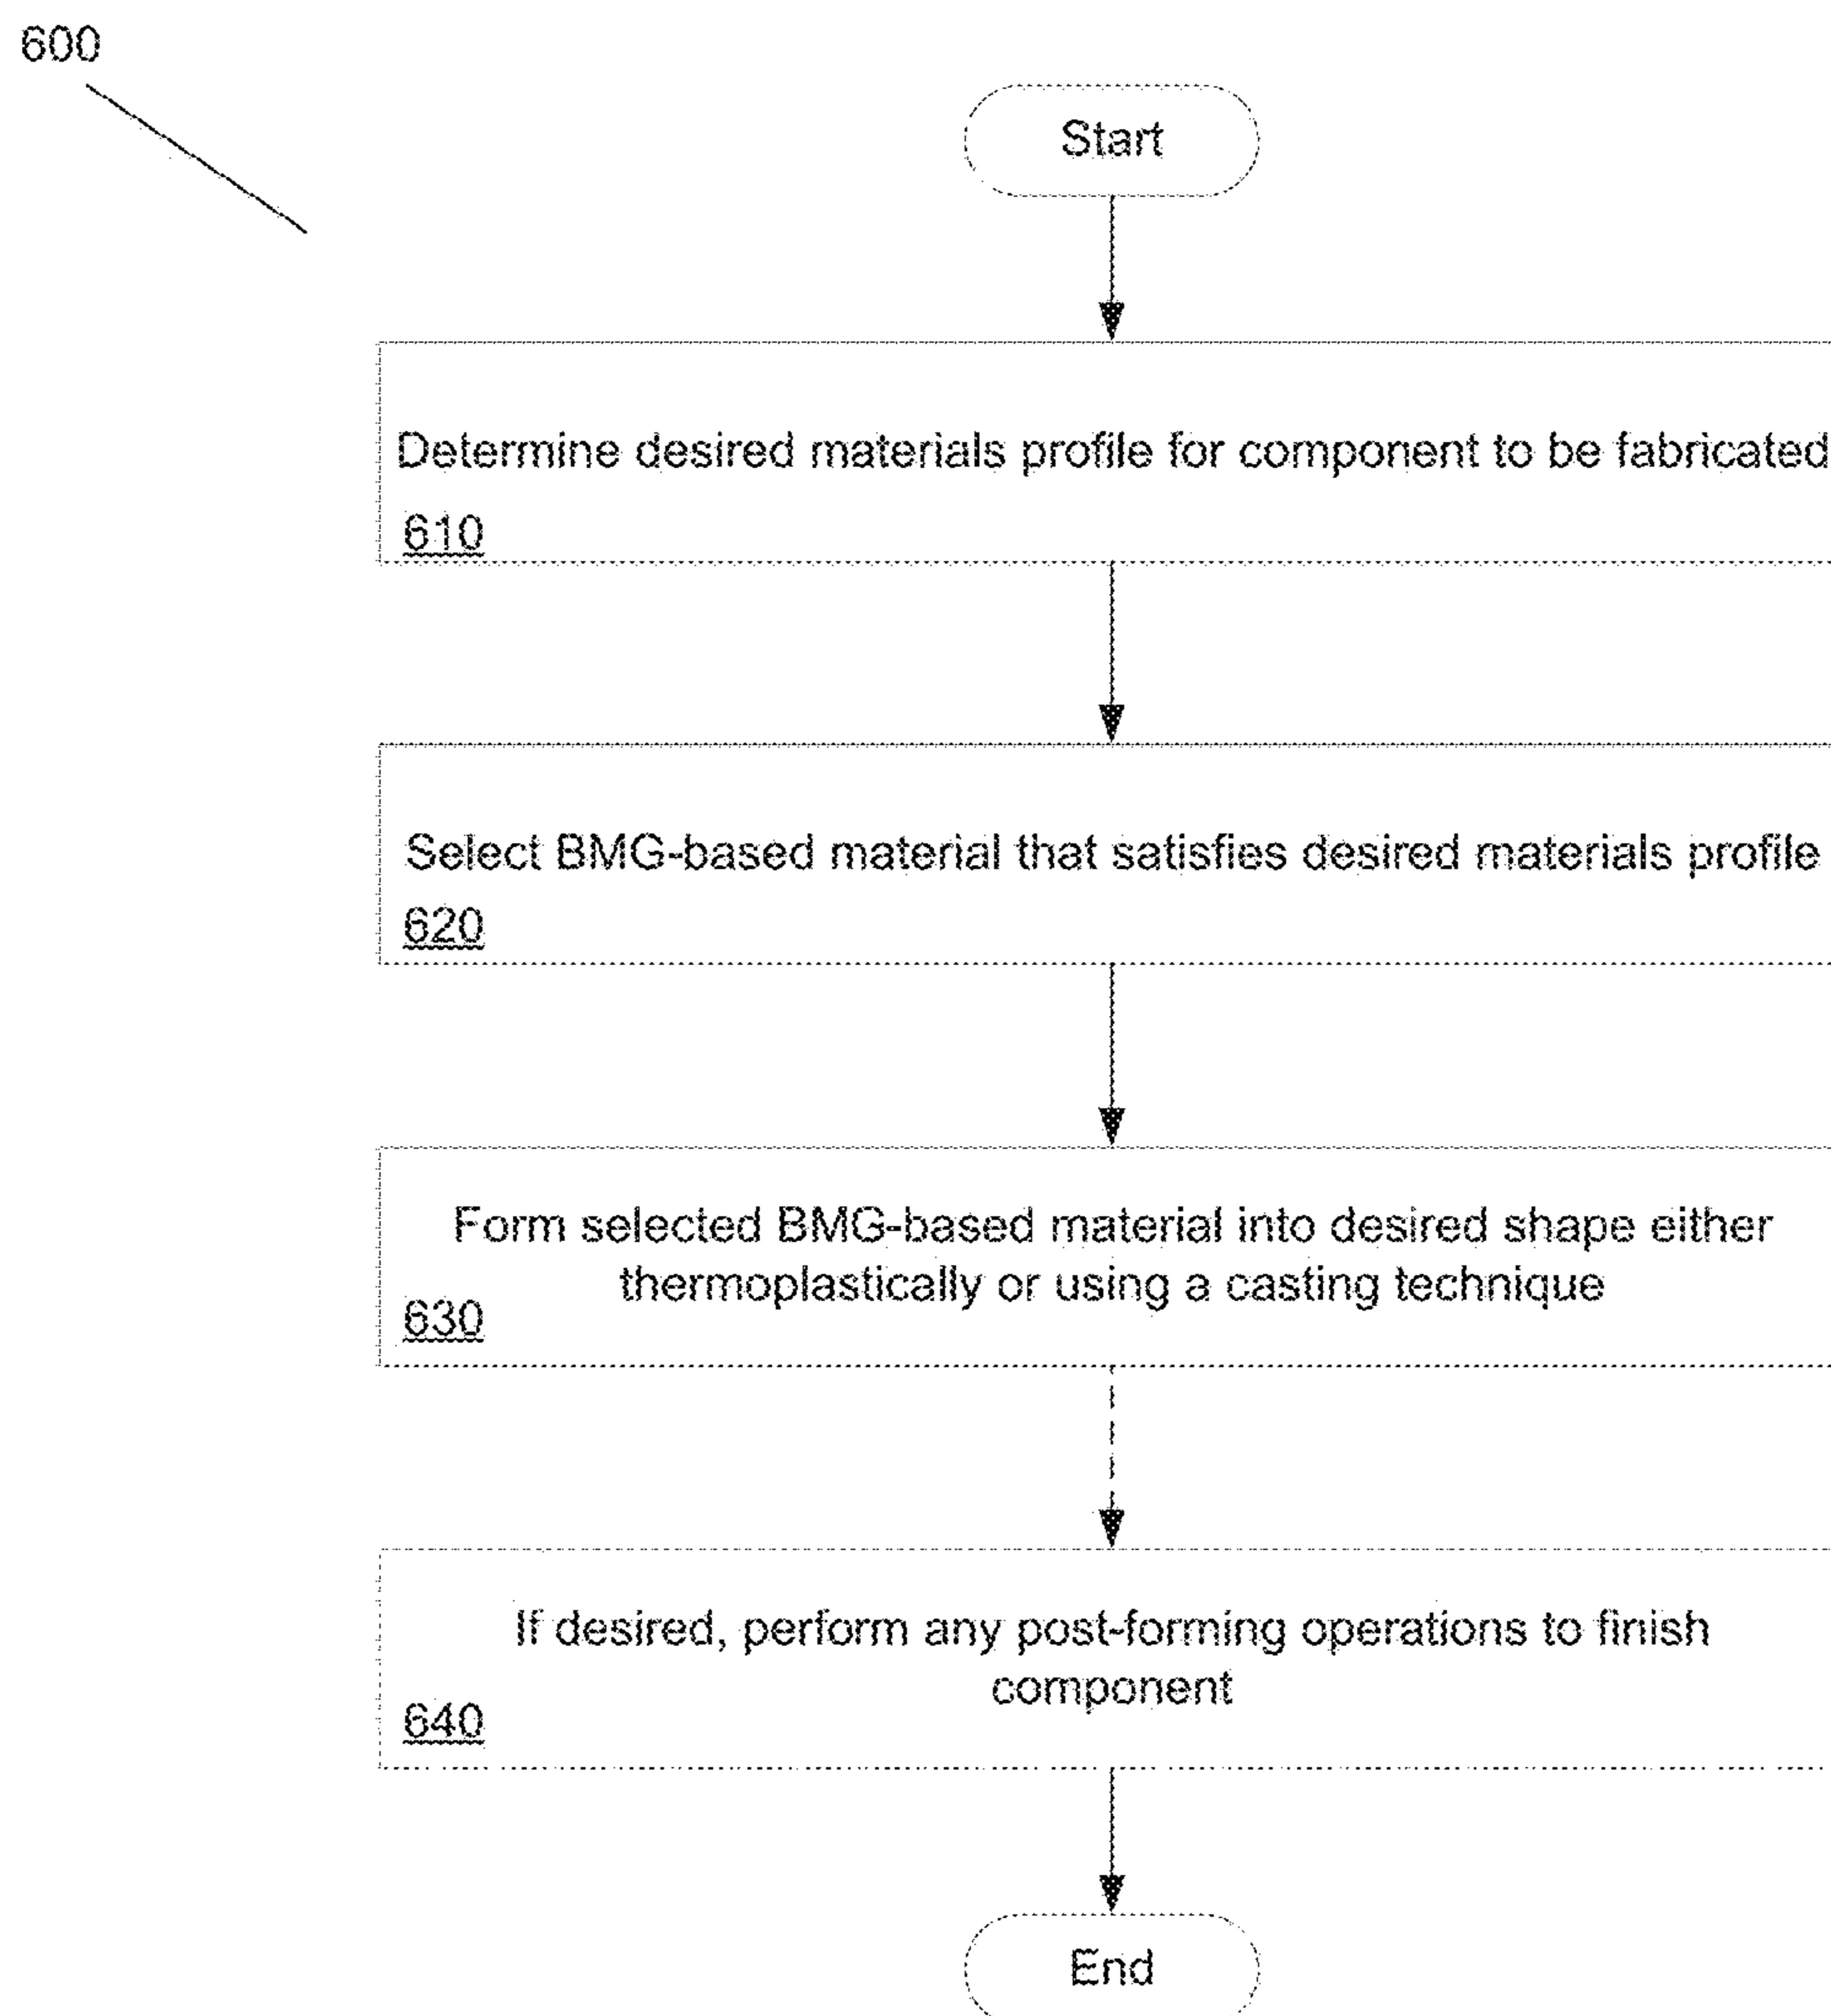 600
Start
Determine desired materials profile for component to be fabricated
610
Select BMG-based material that satisfies desired materials profile
620
Form selected BMG-based material into desired shape either
thermoplastically or using a casting technique
630
If desired, perform any post-forming operations to finish
component
640
End